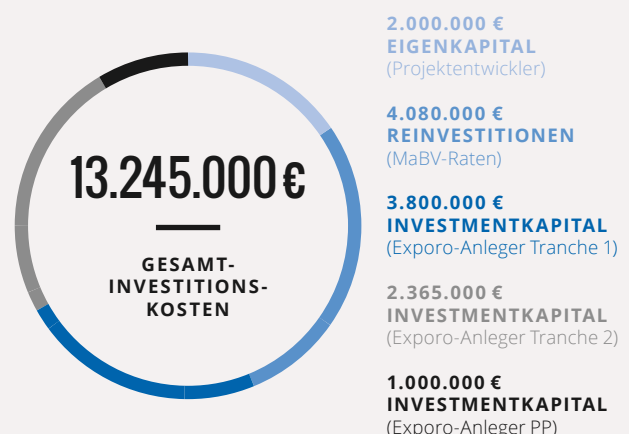 13.245.000 €
GESAMT-
INVESTITIONS-
KOSTEN
2.000.000 €
EIGENKAPITAL
(Projektentwickler)
4.080.000 €
REINVESTITIONEN
(MaBV-Raten)
3.800.000 €
INVESTMENTKAPITAL
(Exporo-Anleger Tranche 1)
2.365.000 €
INVESTMENTKAPITAL
(Exporo-Anleger Tranche 2)
1.000.000 €
INVESTMENTKAPITAL
(Exporo-Anleger PP)